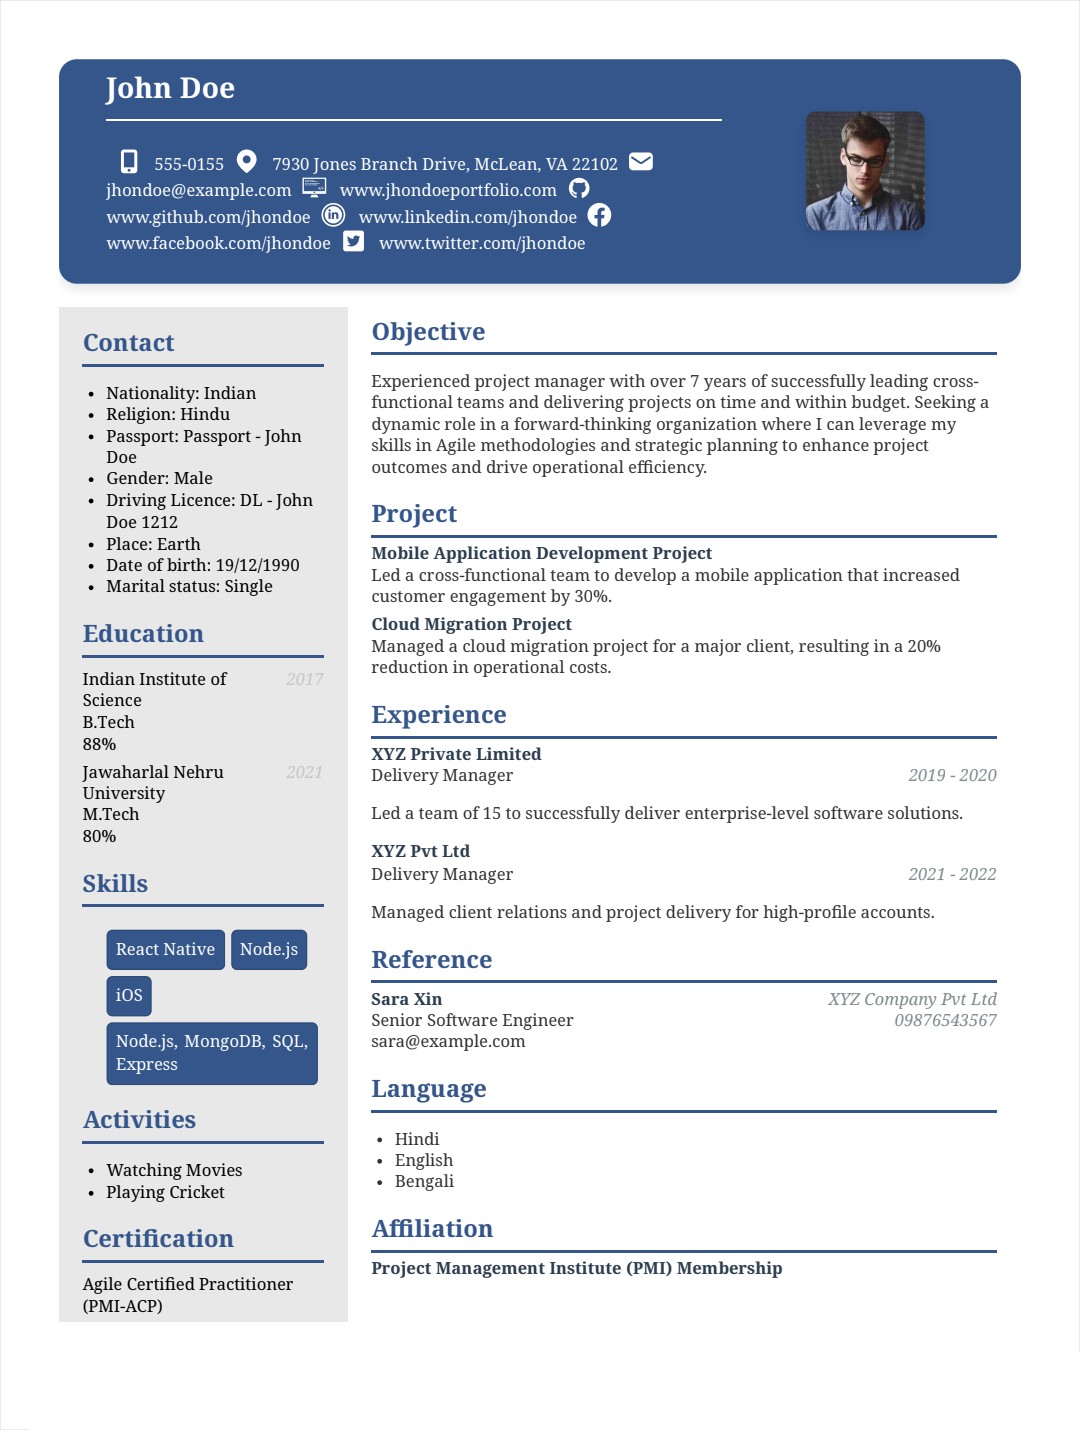 John Doe
555-0155 7930 Jones Branch Drive, McLean, VA 22102
jhondoe@example.com www.jhondoeportfolio.com
www.github.com/jhondoe www.linkedin.com/jhondoe
www.facebook.com/jhondoe www.twitter.com/jhondoe
Contact
• Nationality: Indian
• Religion: Hindu
• Passport: Passport - John
Doe
• Gender: Male
• Driving Licence: DL - John
Doe 1212
• Place: Earth
• Date of birth: 19/12/1990
• Marital status: Single
Education
Indian Institute of 2017
Science
B.Tech
88%
Jawaharlal Nehru 2021
University
M.Tech
80%
Skills
React Native Node.js
iOS
Node.js, MongoDB, SQL,
Express
Activities
• Watching Movies
• Playing Cricket
Certification
Agile Certified Practitioner
(PMI-ACP)
Objective
Experienced project manager with over 7 years of successfully leading cross-
functional teams and delivering projects on time and within budget. Seeking a
dynamic role in a forward-thinking organization where I can leverage my
skills in Agile methodologies and strategic planning to enhance project
outcomes and drive operational efficiency.
Project
Mobile Application Development Project
Led a cross-functional team to develop a mobile application that increased
customer engagement by 30%.
Cloud Migration Project
Managed a cloud migration project for a major client, resulting in a 20%
reduction in operational costs.
Experience
XYZ Private Limited
Delivery Manager 2019 - 2020
Led a team of 15 to successfully deliver enterprise-level software solutions.
XYZ Pvt Ltd
Delivery Manager 2021 - 2022
Managed client relations and project delivery for high-profile accounts.
Reference
Sara Xin XYZ Company Pvt Ltd
Senior Software Engineer 09876543567
sara@example.com
Language
• Hindi
• English
• Bengali
Affiliation
Project Management Institute (PMI) Membership